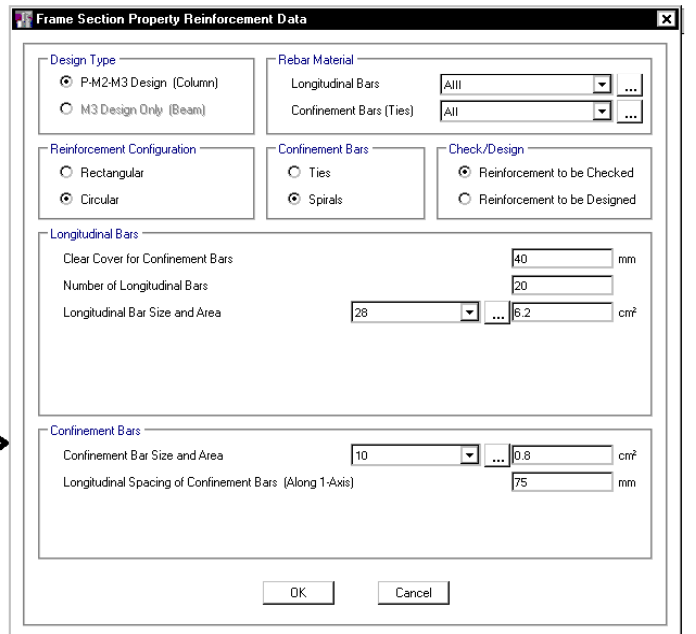 Frame Section Property Reinforcement Data
Design Type
P-M2-M3 Design (Column)
M3 Design Only (Beam)
Rebar Material
Longitudinal Bars AIII ...
Confinement Bars (Ties) AII ...
Reinforcement Configuration
Rectangular
Circular
Confinement Bars
Ties
Spirals
Check/Design
Reinforcement to be Checked
Reinforcement to be Designed
Longitudinal Bars
Clear Cover for Confinement Bars 40 mm
Number of Longitudinal Bars 20
Longitudinal Bar Size and Area 28 ... 6.2 cm²
Confinement Bars
Confinement Bar Size and Area 10 ... 0.8 cm²
Longitudinal Spacing of Confinement Bars (Along 1-Axis) 75 mm
OK Cancel